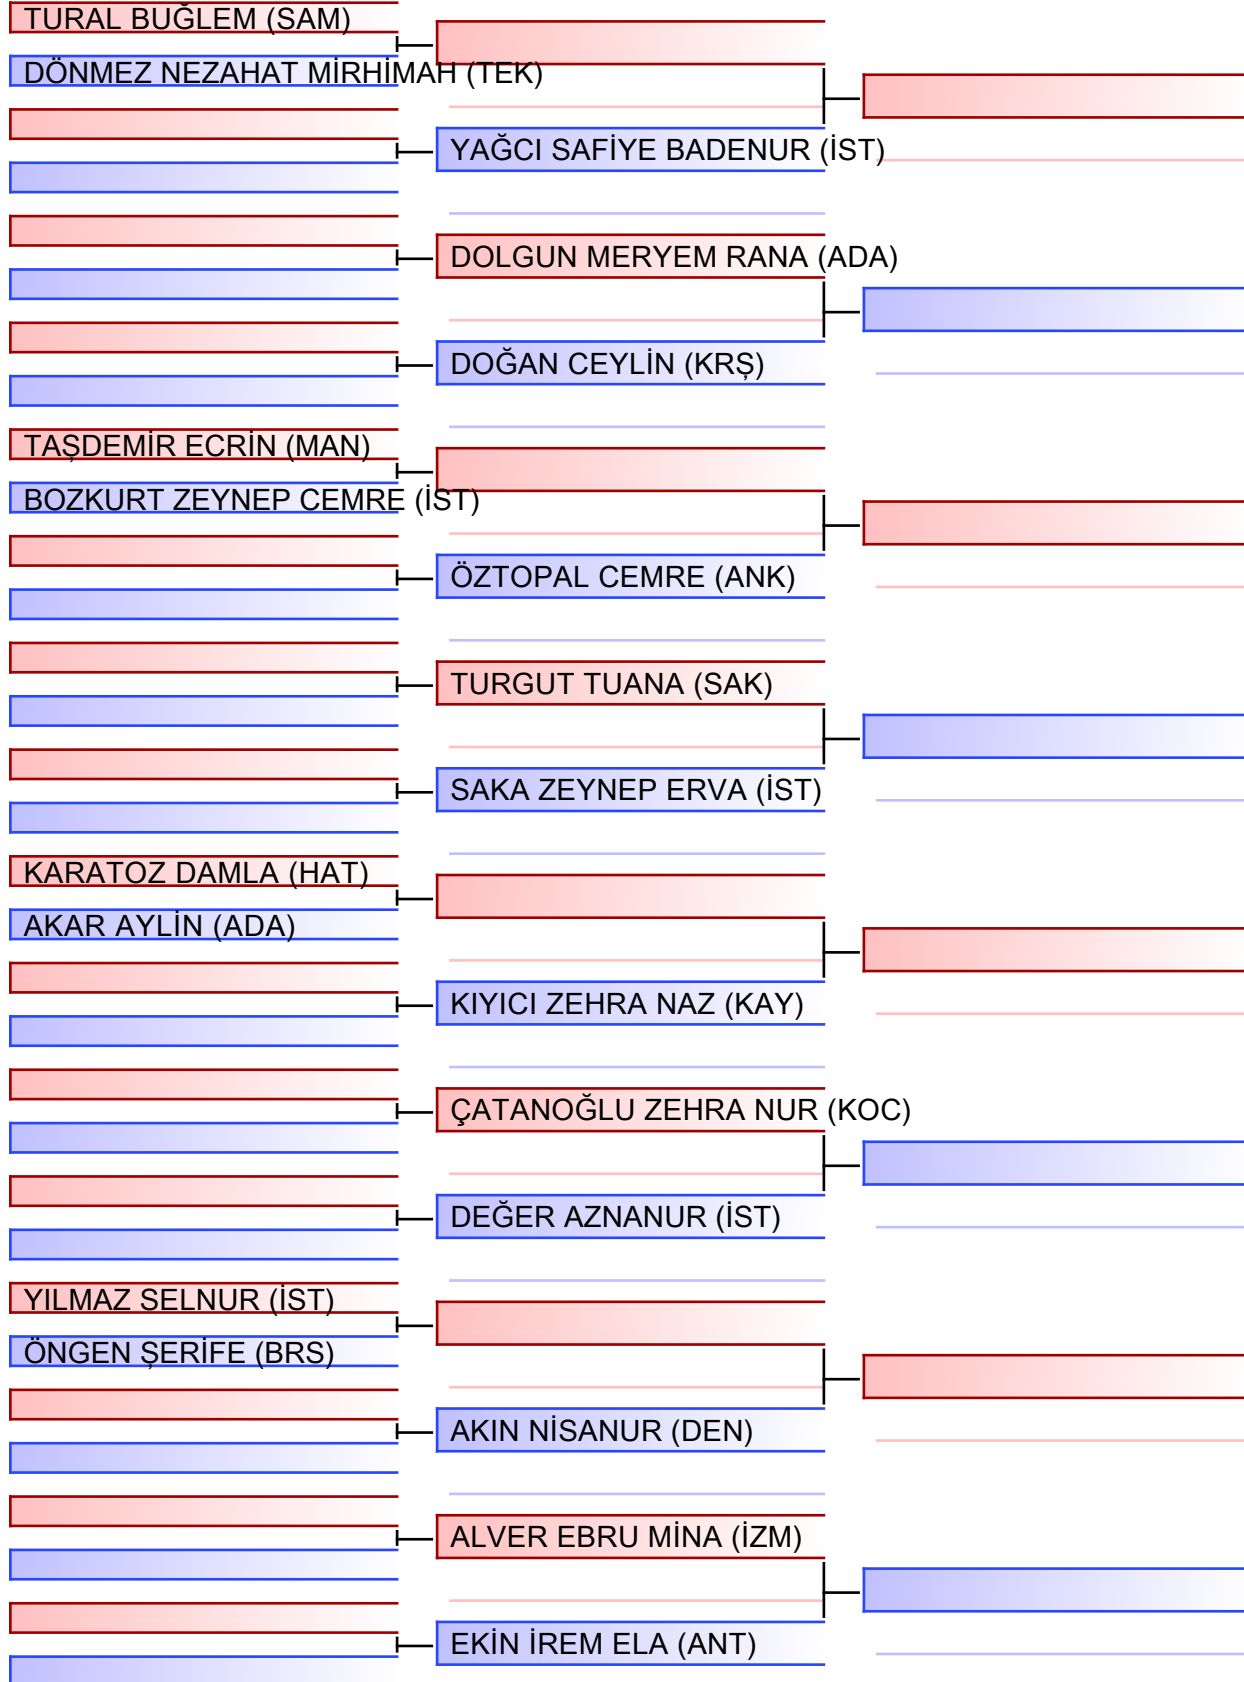 TURAL BUĞLEM (SAM)
DÖNMEZ NEZAHAT MİRHİMAH (TEK)
YAĞCI SAFİYE BADENUR (İST)
DOLGUN MERYEM RANA (ADA)
DOĞAN CEYLİN (KRŞ)
TAŞDEMİR ECRİN (MAN)
BOZKURT ZEYNEP CEMRE (İST)
ÖZTOPAL CEMRE (ANK)
TURGUT TUANA (SAK)
SAKA ZEYNEP ERVA (İST)
KARATOZ DAMLA (HAT)
AKAR AYLİN (ADA)
KIYICI ZEHRA NAZ (KAY)
ÇATANOĞLU ZEHRA NUR (KOC)
DEĞER AZNANUR (İST)
YILMAZ SELNUR (İST)
ÖNGEN ŞERİFE (BRS)
AKIN NİSANUR (DEN)
ALVER EBRU MİNA (İZM)
EKİN İREM ELA (ANT)